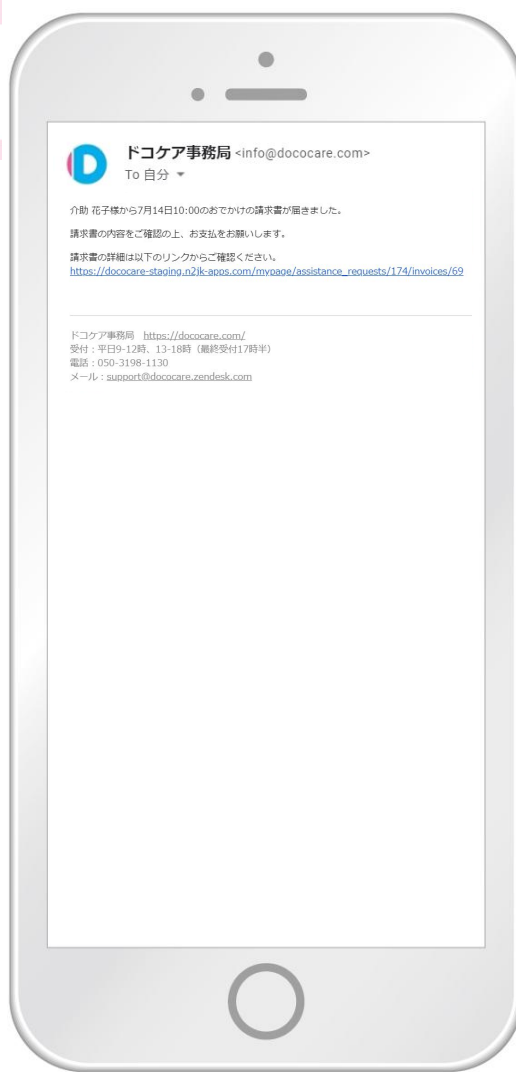 ドコケア事務局 <info@dococare.com>
To 自分
介助 花子様から7月14日10:00のおでかけの請求書が届きました。
請求書の内容をご確認の上、お支払をお願いします。
請求書の詳細は以下のリンクからご確認ください。
https://dococare-staging.n2jk-apps.com/mypage/assistance_requests/174/invoices/69
ドコケア事務局 https://dococare.com/
受付：平日9-12時、13-18時（最終受付17時半）
電話：050-3198-1130
メール：support@dococare.zendesk.com